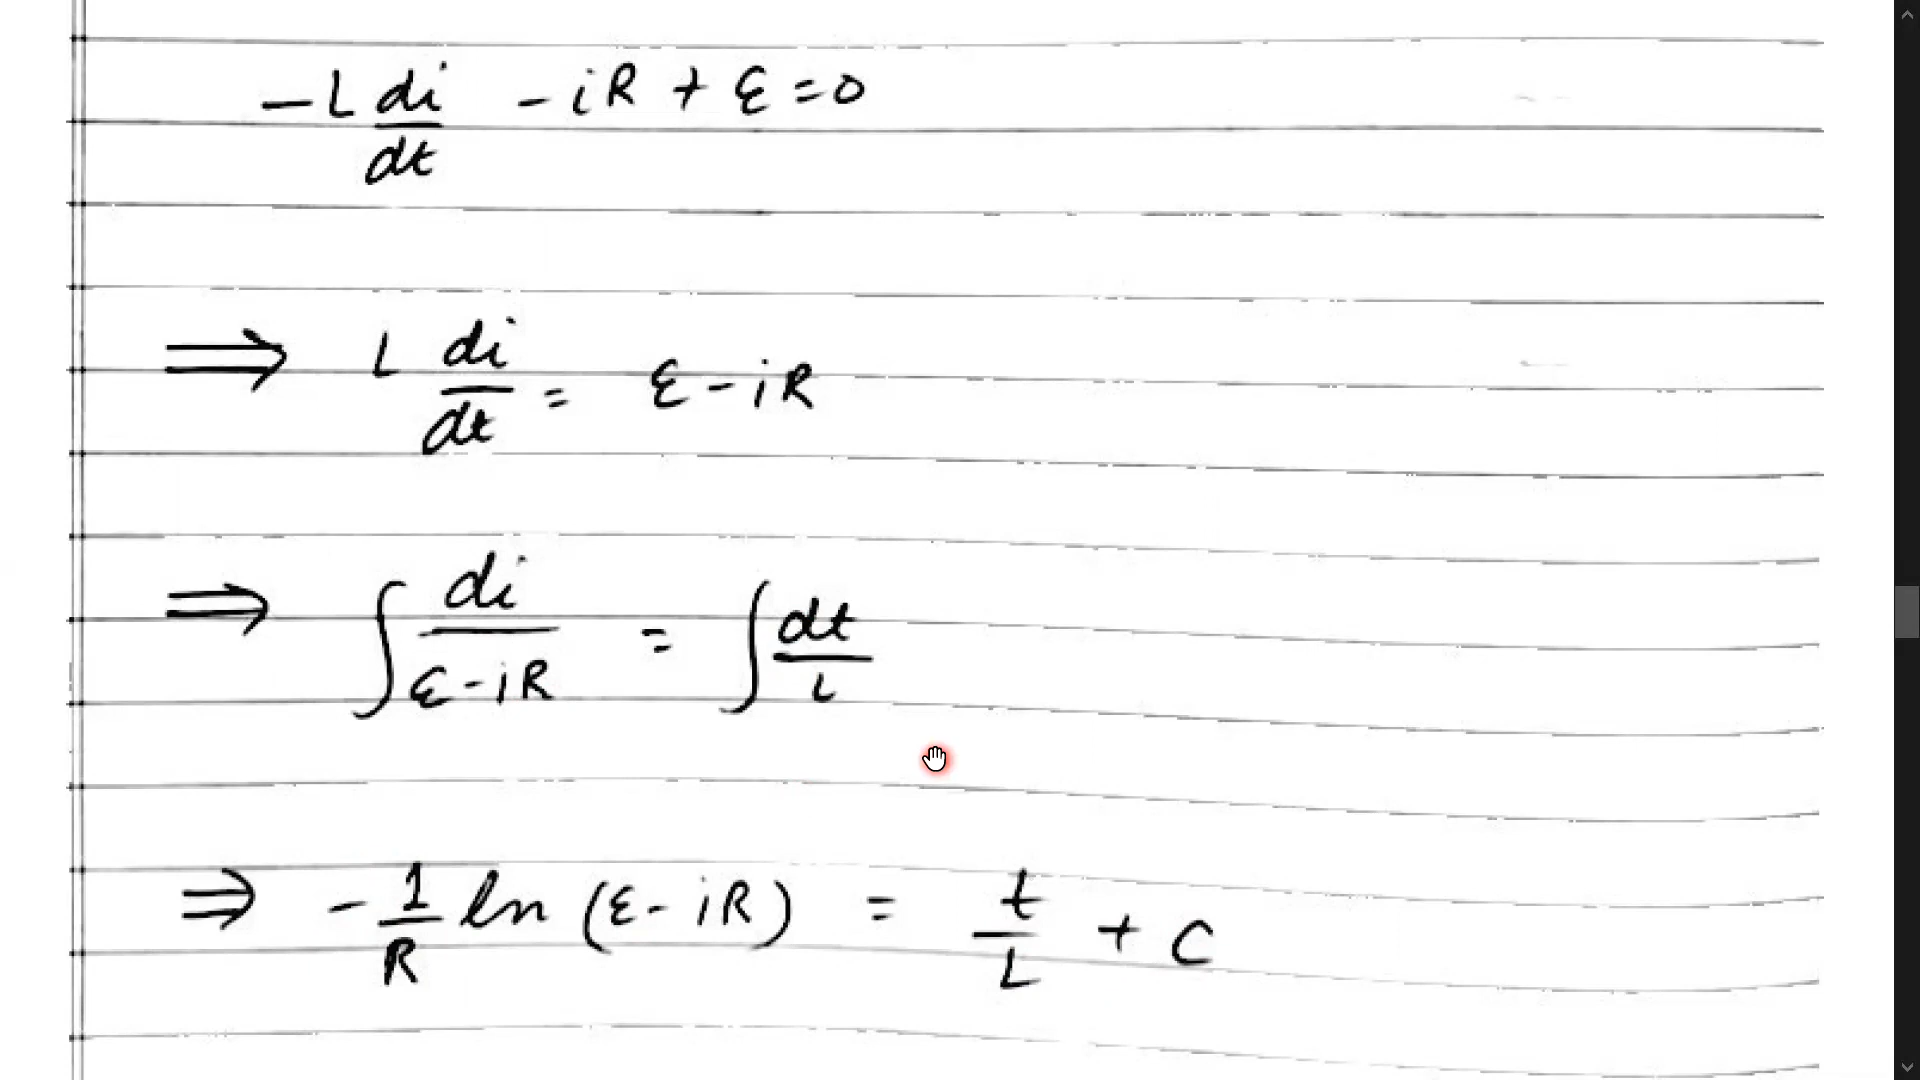 -L di/dt - iR + ε = 0
⇒ L di/dt = ε - iR
⇒ ∫ di/(ε - iR) = ∫ dt/L
⇒ -1/R ln (ε - iR) = t/L + C